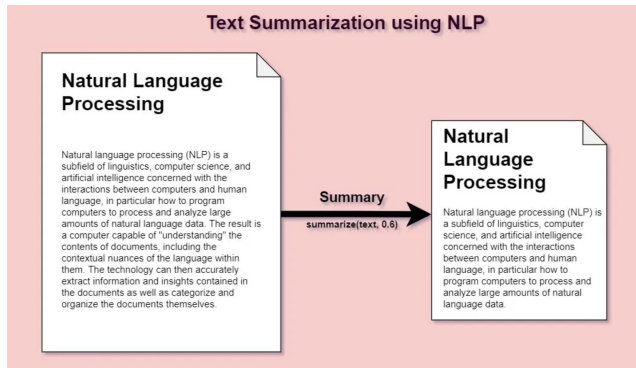 Text Summarization using NLP
Natural Language
Processing
Natural language processing (NLP) is a
subfield of linguistics, computer science, and
artificial intelligence concerned with the
interactions between computers and human
language, in particular how to program
computers to process and analyze large
amounts of natural language data. The result is
a computer capable of "understanding" the
contents of documents, including the
contextual nuances of the language within
them. The technology can then accurately
extract information and insights contained in
the documents as well as categorize and
organize the documents themselves.
Summary
summarize(text, 0.6)
Natural
Language
Processing
Natural language processing (NLP) is
a subfield of linguistics, computer
science, and artificial intelligence
concerned with the interactions
between computers and human
language, in particular how to
program computers to process and
analyze large amounts of natural
language data.